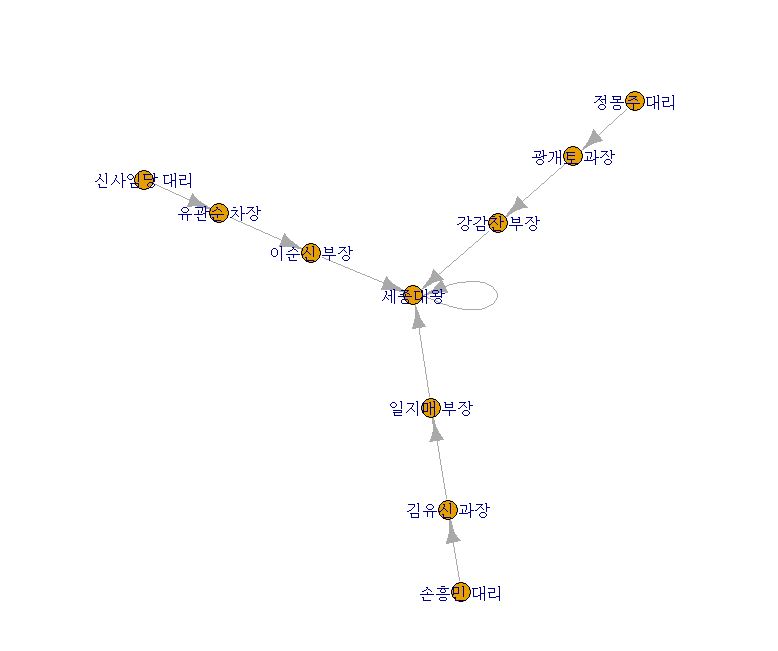 정몽주 대리
광개토 과장
신사임당 대리
유관순 차장
강감찬 부장
이순신 부장
세종대왕
일지매 부장
김유신 과장
손흥민 대리